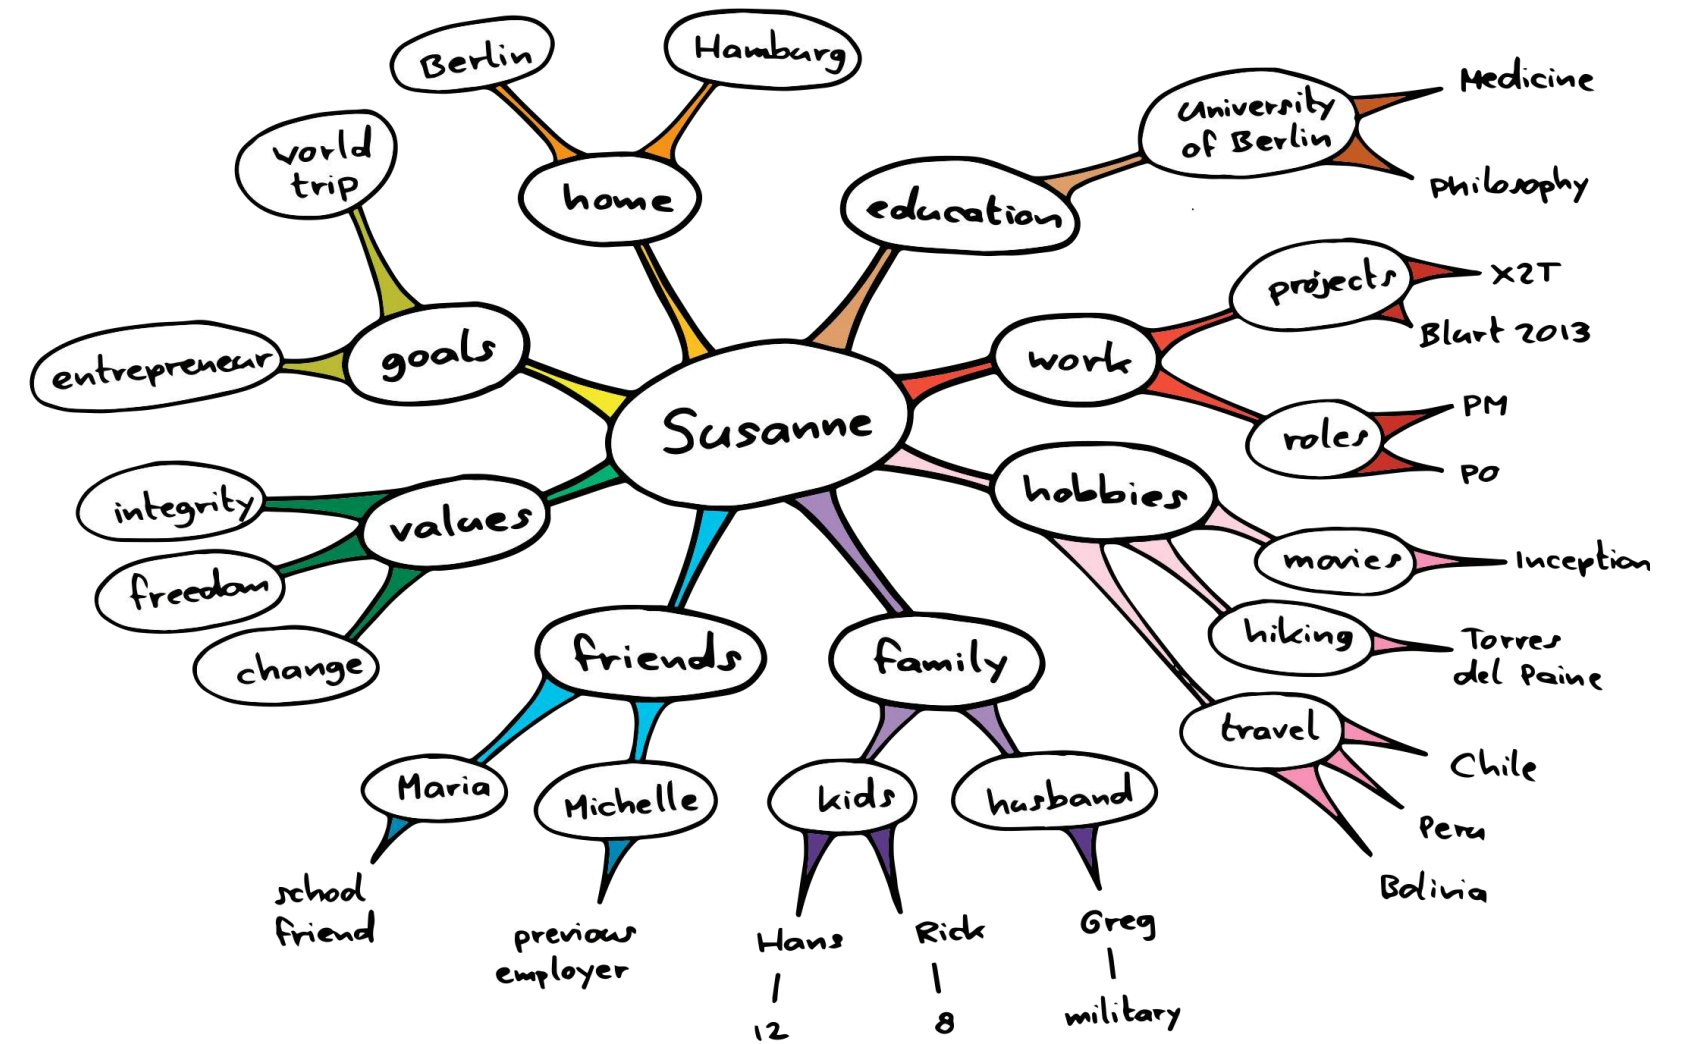 Berlin
Hamburg
world
trip
home
education
University
of Berlin
Medicine
Philosophy
entrepreneur
goals
Susanne
work
projects
X2T
Blart 2013
roles
PM
PO
integrity
freedom
change
values
hobbies
movies
Inception
hiking
Torres
del Paine
travel
Chile
Peru
Bolivia
friends
Maria
school
friend
Michelle
previous
employer
family
kids
Hans
12
Rick
8
husband
Greg
military